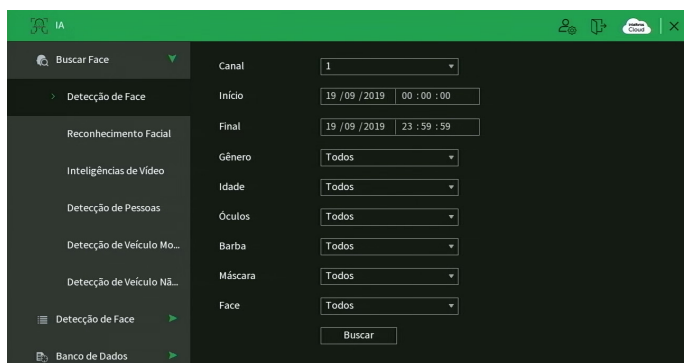 IA
intelbras
Cloud
Buscar Face
Detecção de Face
Reconhecimento Facial
Inteligências de Vídeo
Detecção de Pessoas
Detecção de Veículo Mo...
Detecção de Veículo Nã...
Detecção de Face
Banco de Dados
Canal 1
Início 19 /09 /2019 00 : 00 : 00
Final 19 /09 /2019 23 : 59 : 59
Gênero Todos
Idade Todos
Óculos Todos
Barba Todos
Máscara Todos
Face Todos
Buscar